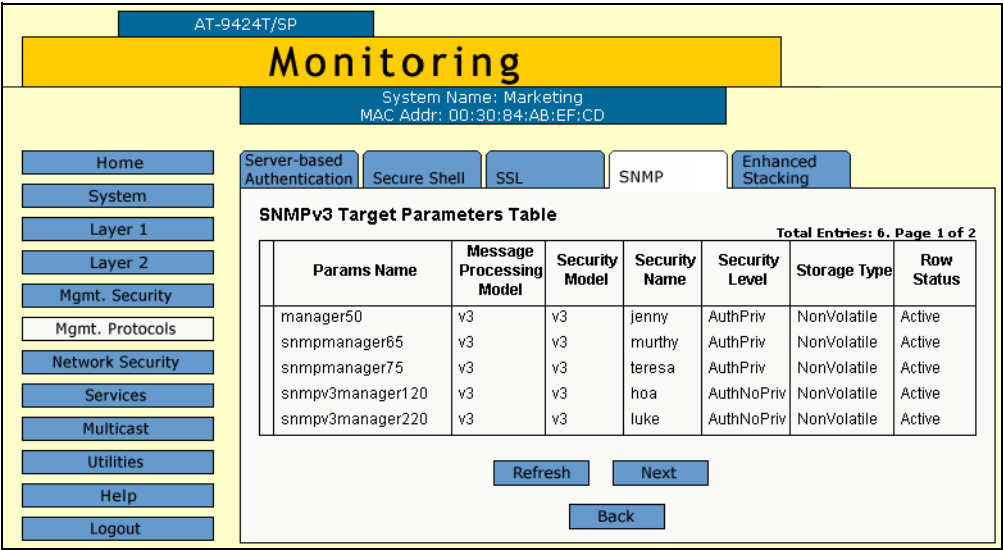 AT-9424T/SP
Monitoring
System Name: Marketing
MAC Addr: 00:30:84:AB:EF:CD
Home
System
Layer 1
Layer 2
Mgmt. Security
Mgmt. Protocols
Network Security
Services
Multicast
Utilities
Help
Logout
Server-based
Authentication
Secure Shell
SSL
SNMP
Enhanced
Stacking
SNMPv3 Target Parameters Table
Total Entries: 6. Page 1 of 2
Params Name Message Processing Model Security Model Security Name Security Level Storage Type Row Status
manager50 v3 v3 jenny AuthPriv NonVolatile Active
snmpmanager65 v3 v3 murthy AuthPriv NonVolatile Active
snmpmanager75 v3 v3 teresa AuthPriv NonVolatile Active
snmpv3manager120 v3 v3 hoa AuthNoPriv NonVolatile Active
snmpv3manager220 v3 v3 luke AuthNoPriv NonVolatile Active
Refresh Next
Back